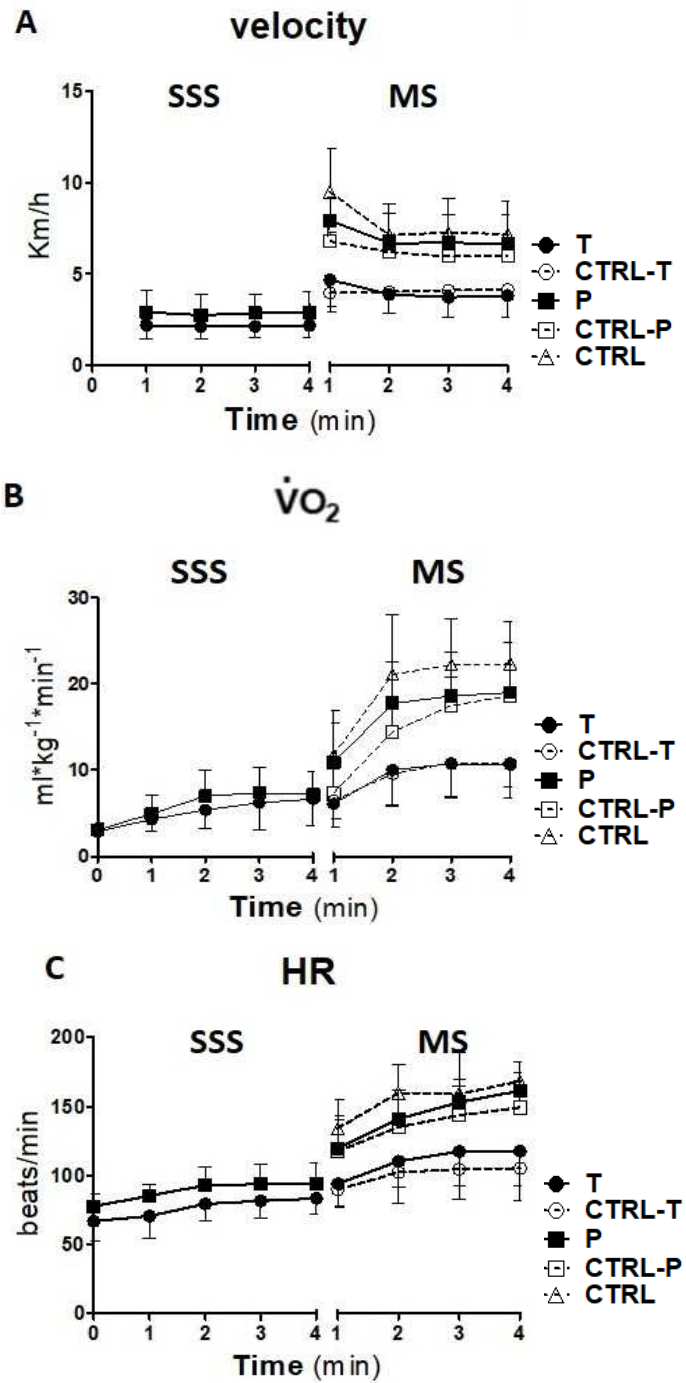 A
velocity
SSS
MS
15
10
5
0
Km/h
0 1 2 3 4 1 2 3 4
Time (min)
T
CTRL-T
P
CTRL-P
CTRL
B
V̇O₂
SSS
MS
30
20
10
0
ml*kg⁻¹*min⁻¹
0 1 2 3 4 1 2 3 4
Time (min)
T
CTRL-T
P
CTRL-P
CTRL
C
HR
SSS
MS
200
150
100
50
0
beats/min
0 1 2 3 4 1 2 3 4
Time (min)
T
CTRL-T
P
CTRL-P
CTRL